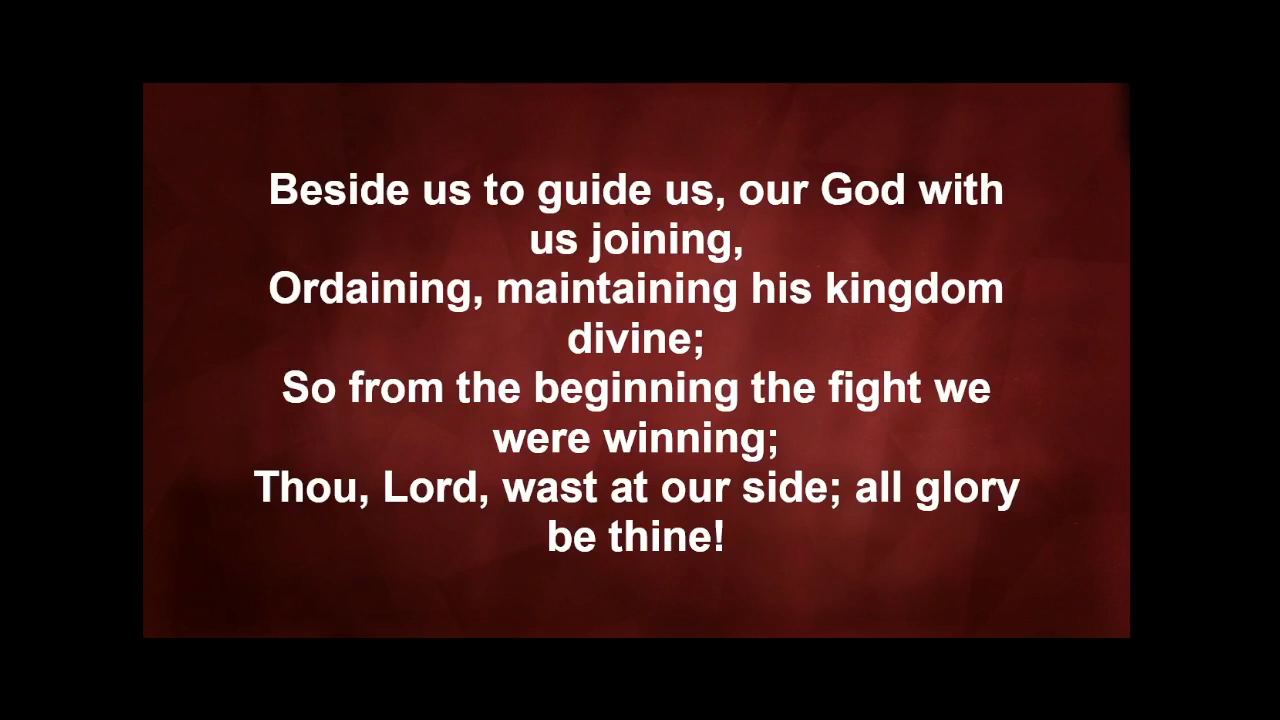 Beside us to guide us, our God with
us joining,
Ordaining, maintaining his kingdom
divine;
So from the beginning the fight we
were winning;
Thou, Lord, wast at our side; all glory
be thine!